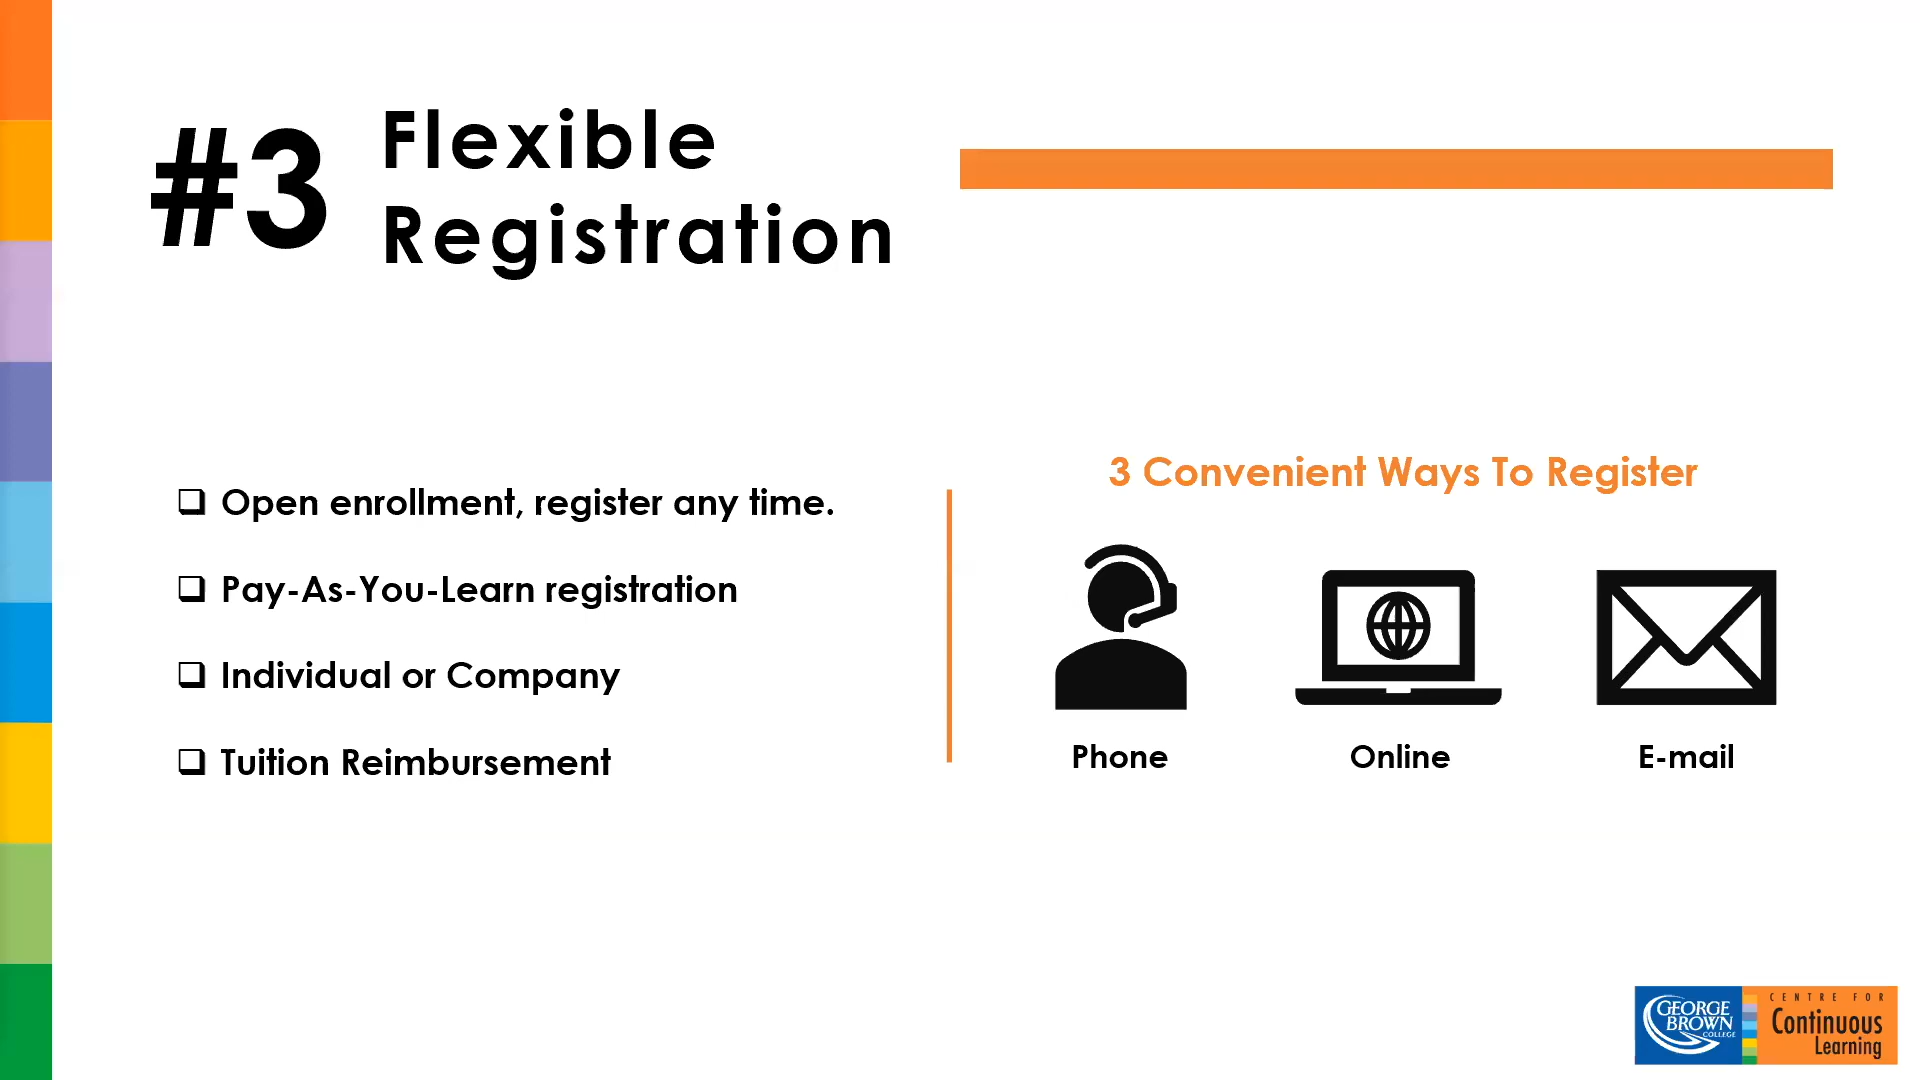 #3
Flexible
Registration
❑ Open enrollment, register any time.
❑ Pay-As-You-Learn registration
❑ Individual or Company
❑ Tuition Reimbursement
3 Convenient Ways To Register
Phone
Online
E-mail
GEORGE
BROWN
COLLEGE
CENTRE FOR
Continuous
Learning